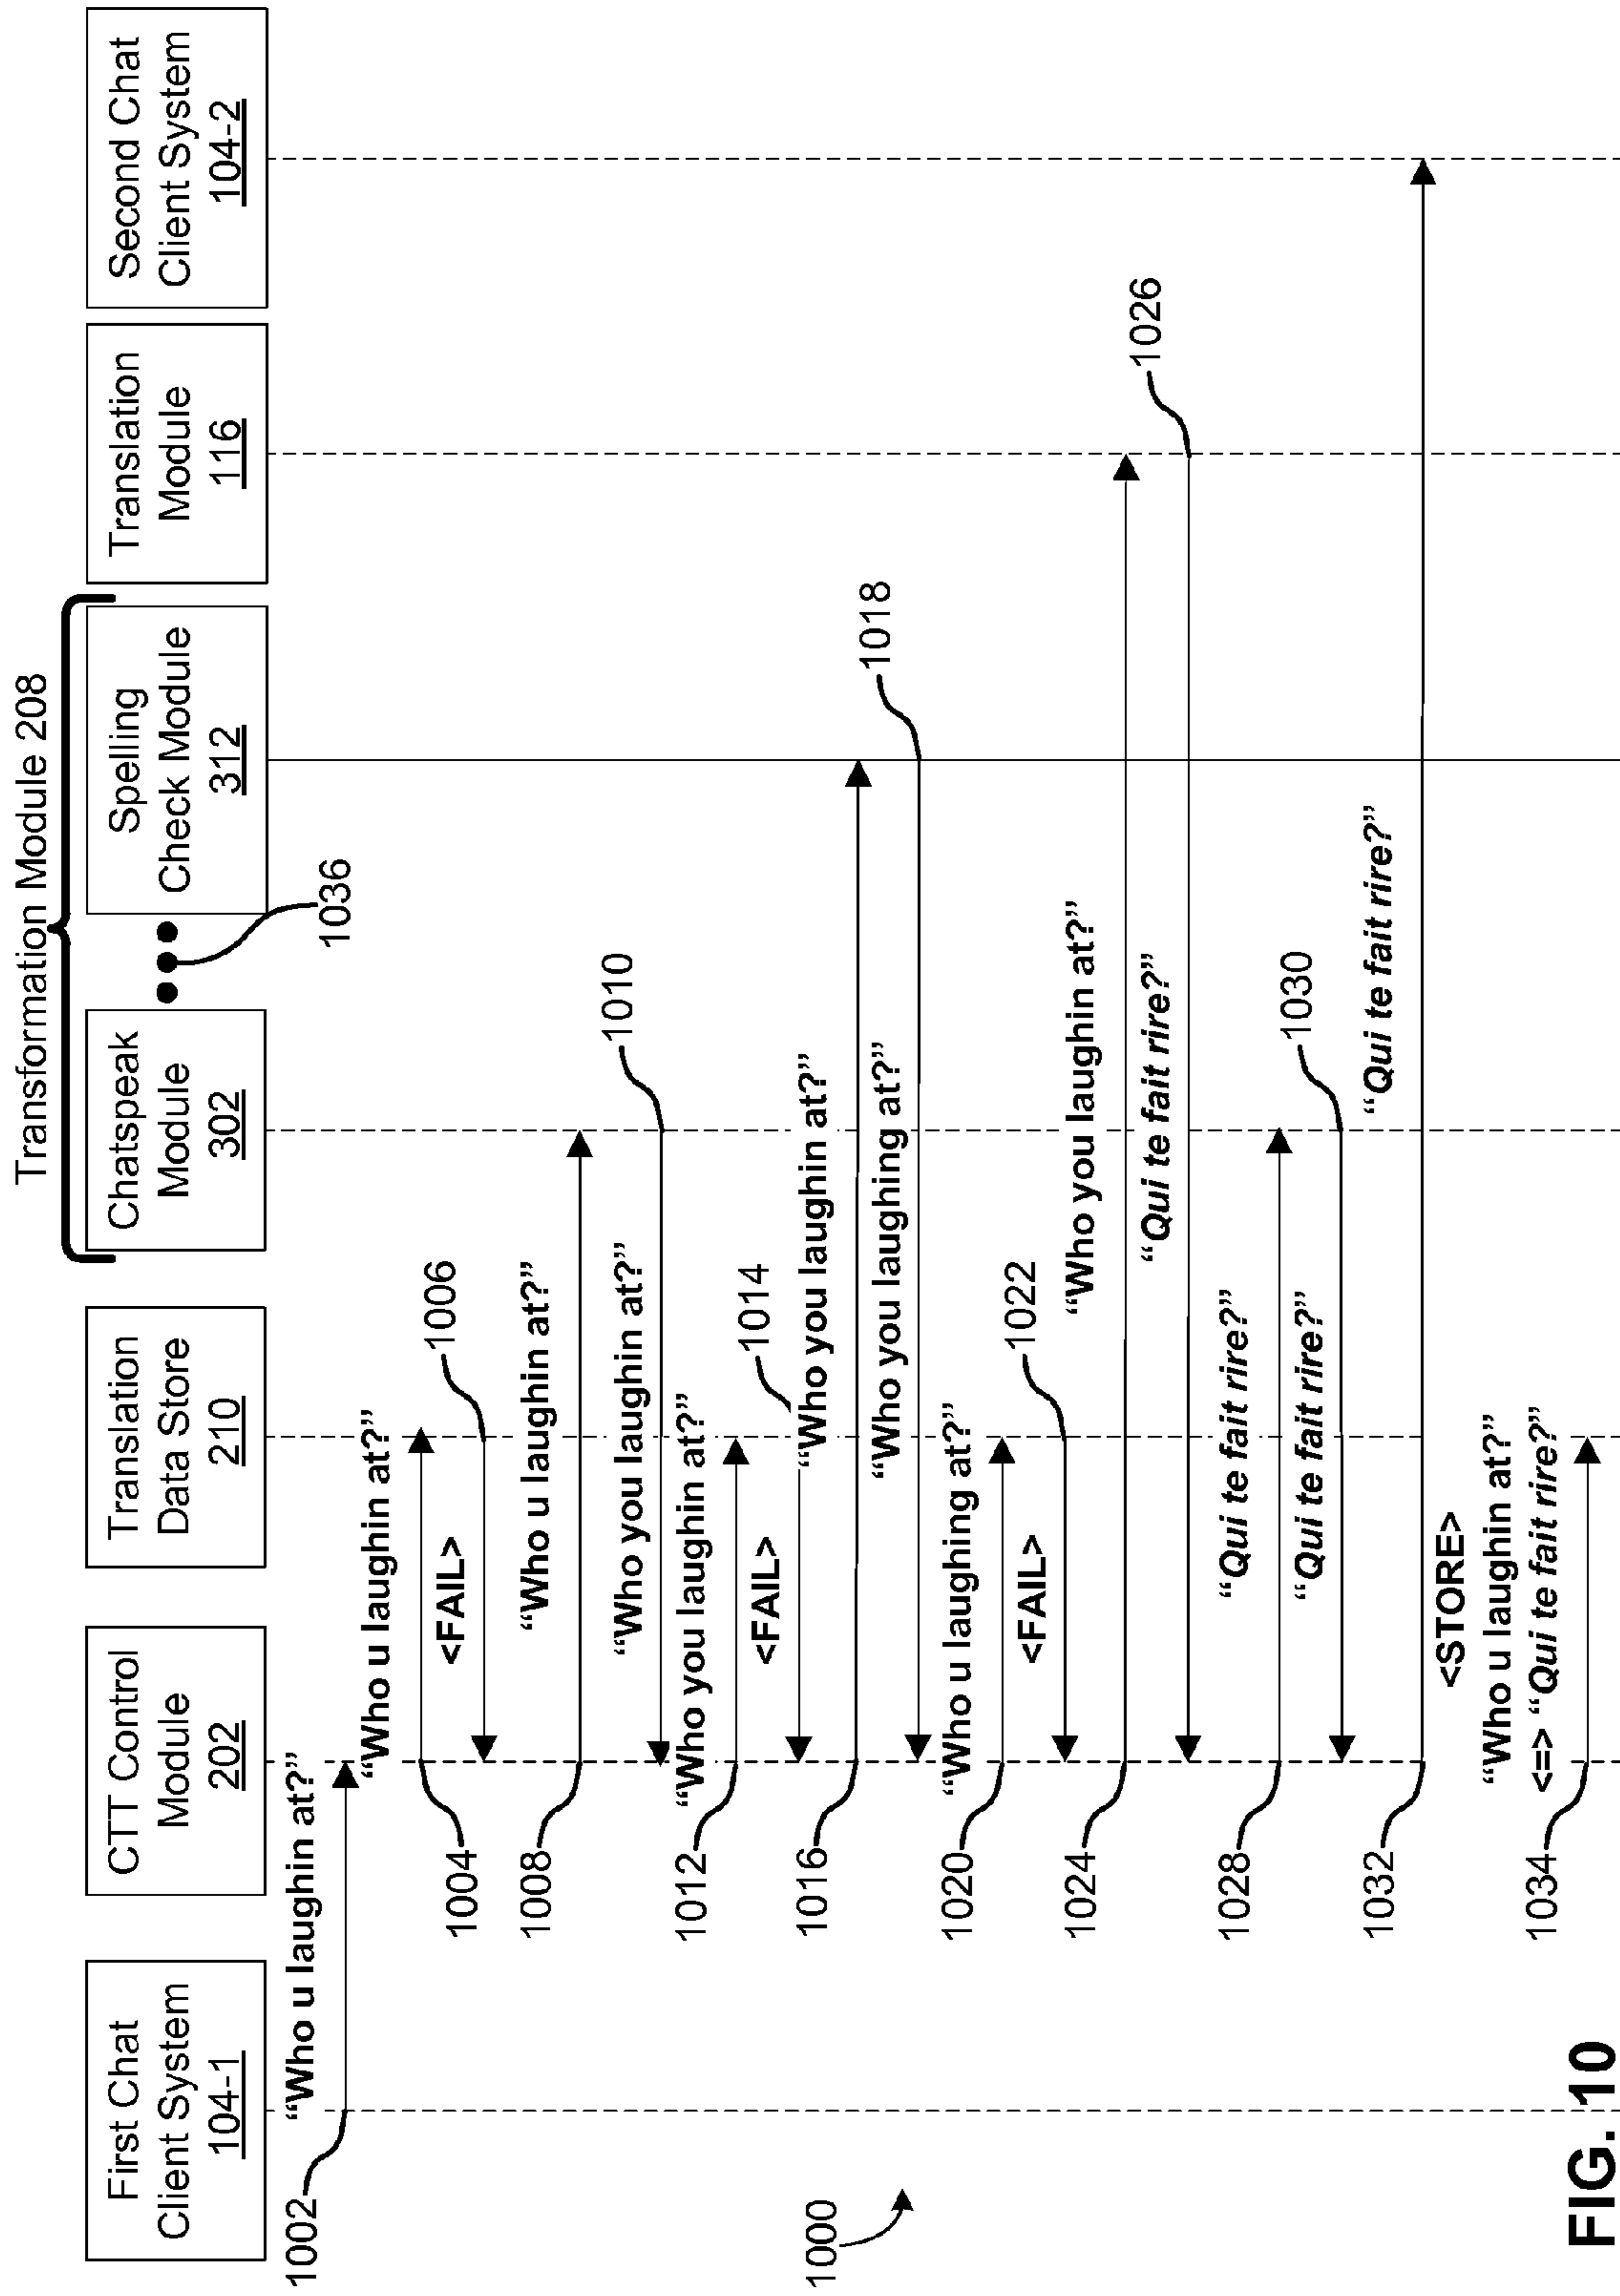 Transformation Module 208
First Chat
Client System
104-1
CTT Control
Module
202
Translation
Data Store
210
Chatspeak
Module
302
Spelling
Check Module
312
Translation
Module
116
Second Chat
Client System
104-2
1036
1002
“Who u laughin at?”
“Who u laughin at?”
1004
1006
<FAIL>
“Who u laughin at?”
1008
1010
“Who you laughin at?”
“Who you laughin at?”
1012
1014
<FAIL>
“Who you laughin at?”
1016
1018
“Who you laughing at?”
1000
“Who u laughing at?”
1020
1022
<FAIL>
“Who you laughin at?”
1024
1026
“Qui te fait rire?”
“Qui te fait rire?”
1028
1030
“Qui te fait rire?”
“Qui te fait rire?”
1032
<STORE>
“Who u laughin at?”
<=> “Qui te fait rire?”
1034
FIG. 10